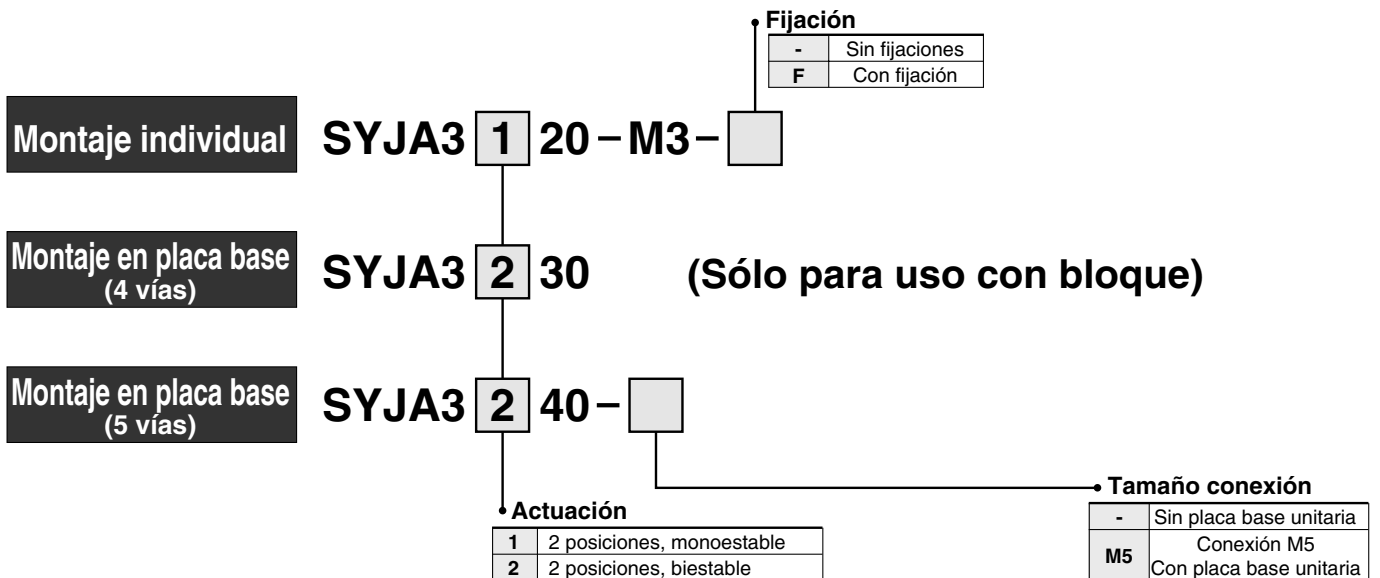 Fijación
- Sin fijaciones
F Con fijación
Montaje individual SYJA3 1 20 – M3 –
Montaje en placa base
(4 vías)
SYJA3 2 30 (Sólo para uso con bloque)
Montaje en placa base
(5 vías)
SYJA3 2 40 –
Actuación
1 2 posiciones, monoestable
2 2 posiciones, biestable
Tamaño conexión
- Sin placa base unitaria
M5 Conexión M5
Con placa base unitaria